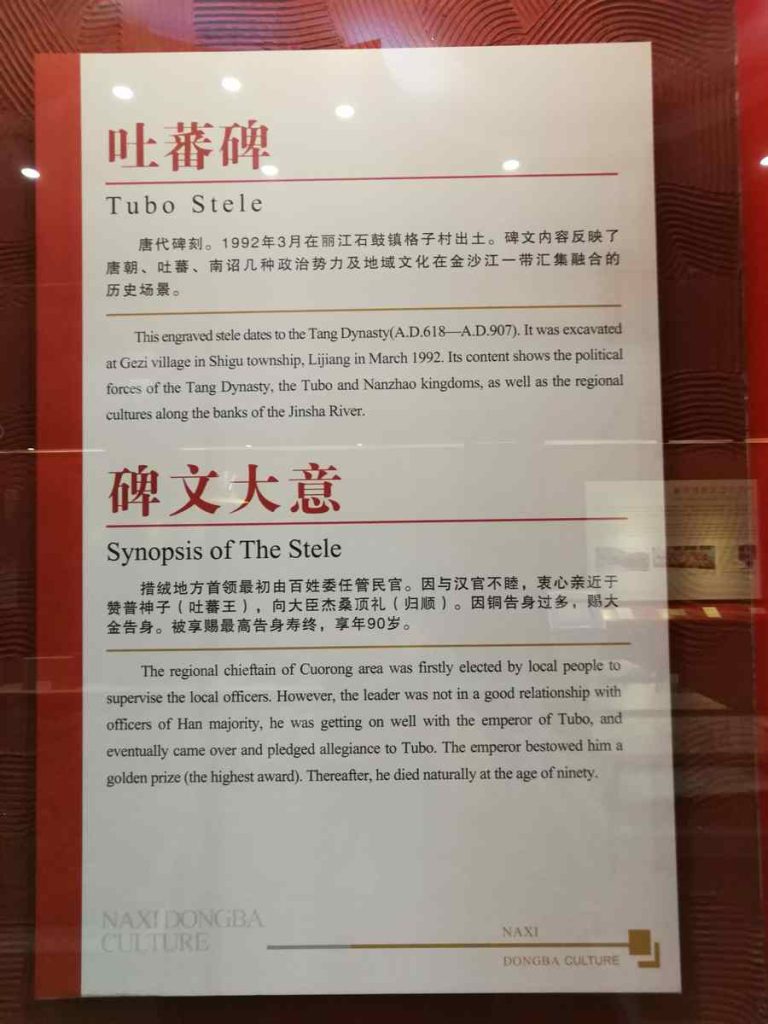 吐蕃碑
Tubo Stele
唐代碑刻。1992年3月在丽江石鼓镇格子村出土。碑文内容反映了
唐朝、吐蕃、南诏几种政治势力及地域文化在金沙江一带汇集融合的
历史场景。
This engraved stele dates to the Tang Dynasty(A.D.618—A.D.907). It was excavated
at Gezi village in Shigu township, Lijiang in March 1992. Its content shows the political
forces of the Tang Dynasty, the Tubo and Nanzhao kingdoms, as well as the regional
cultures along the banks of the Jinsha River.
碑文大意
Synopsis of The Stele
措绒地方首领最初由百姓委任管民官。因与汉官不睦，衷心亲近于
赞普神子（吐蕃王），向大臣杰桑顶礼（归顺）。因铜告身过多，赐大
金告身。被享赐最高告身寿终，享年90岁。
The regional chieftain of Cuorong area was firstly elected by local people to
supervise the local officers. However, the leader was not in a good relationship with
officers of Han majority, he was getting on well with the emperor of Tubo, and
eventually came over and pledged allegiance to Tubo. The emperor bestowed him a
golden prize (the highest award). Thereafter, he died naturally at the age of ninety.
NAXI DONGBA
CULTURE
NAXI
DONGBA CULTURE